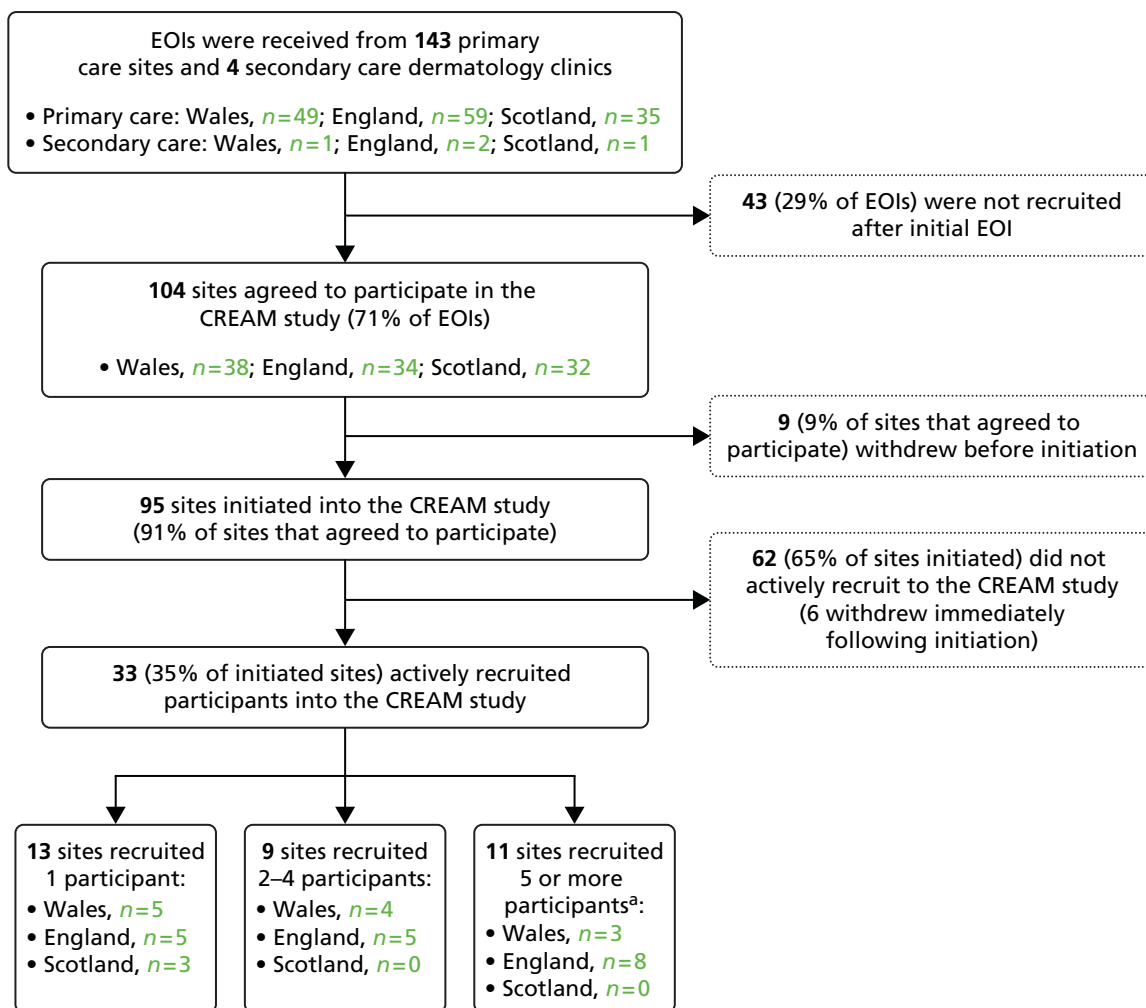 EOIs were received from 143 primary
care sites and 4 secondary care dermatology clinics
• Primary care: Wales, n=49; England, n=59; Scotland, n=35
• Secondary care: Wales, n=1; England, n=2; Scotland, n=1
43 (29% of EOIs) were not recruited
after initial EOI
104 sites agreed to participate in the
CREAM study (71% of EOIs)
• Wales, n=38; England, n=34; Scotland, n=32
9 (9% of sites that agreed to
participate) withdrew before initiation
95 sites initiated into the CREAM study
(91% of sites that agreed to participate)
62 (65% of sites initiated) did not
actively recruit to the CREAM study
(6 withdrew immediately
following initiation)
33 (35% of initiated sites) actively recruited
participants into the CREAM study
13 sites recruited
1 participant:
• Wales, n=5
• England, n=5
• Scotland, n=3
9 sites recruited
2–4 participants:
• Wales, n=4
• England, n=5
• Scotland, n=0
11 sites recruited
5 or more
participantsᵃ:
• Wales, n=3
• England, n=8
• Scotland, n=0